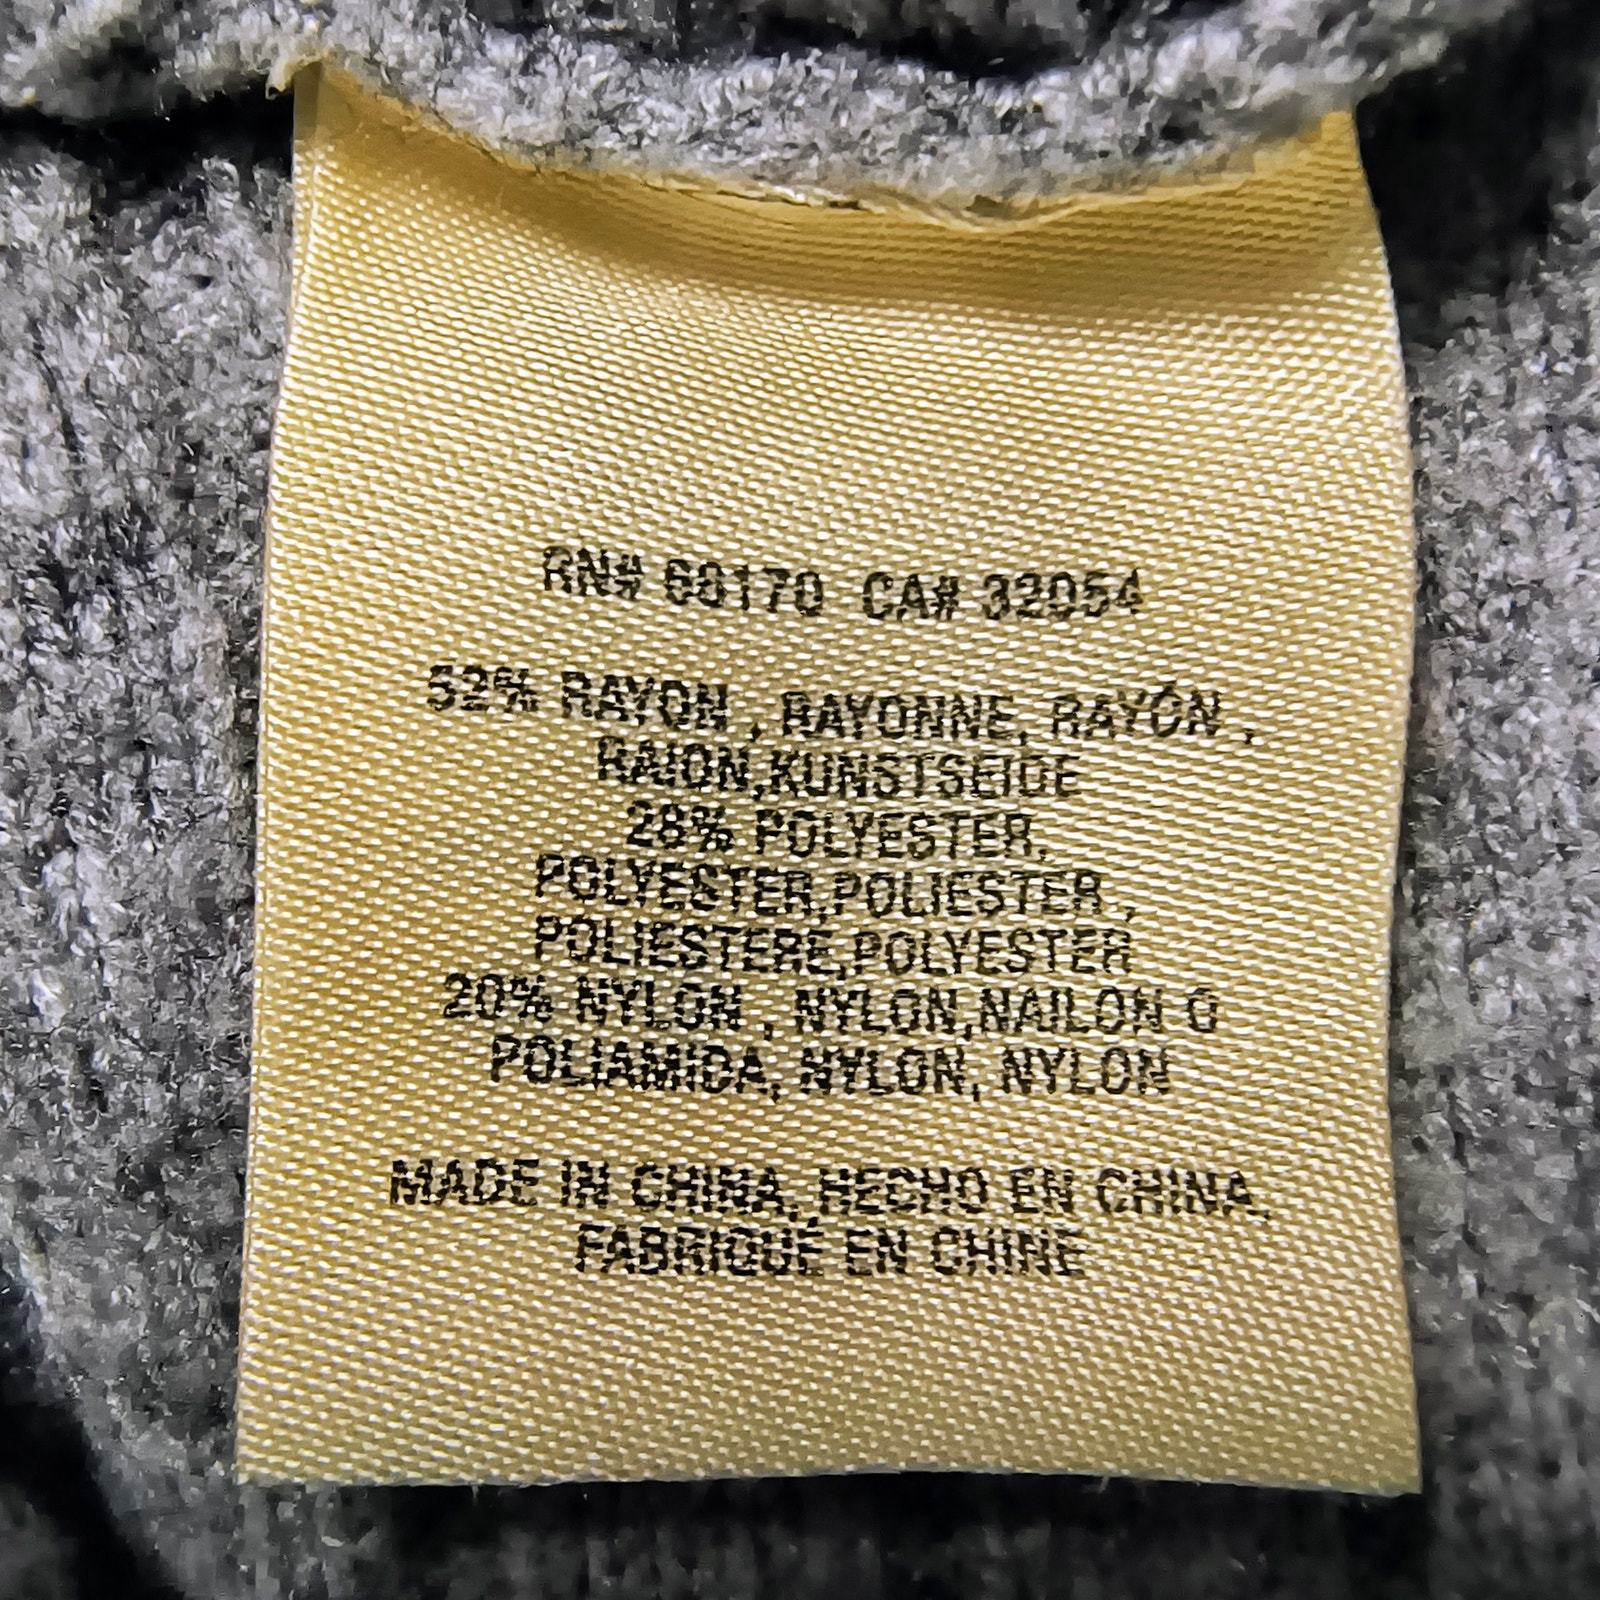 RN# 60170 CA# 32054
52% RAYON , RAYONNE, RAYÓN ,
RAION,KUNSTSEIDE
28% POLYESTER,
POLYESTER,POLIESTER ,
POLIESTERE,POLYESTER
20% NYLON , NYLON,NAILON O
POLIAMIDA, NYLON, NYLON
MADE IN CHINA, HECHO EN CHINA,
FABRIQUÉ EN CHINE